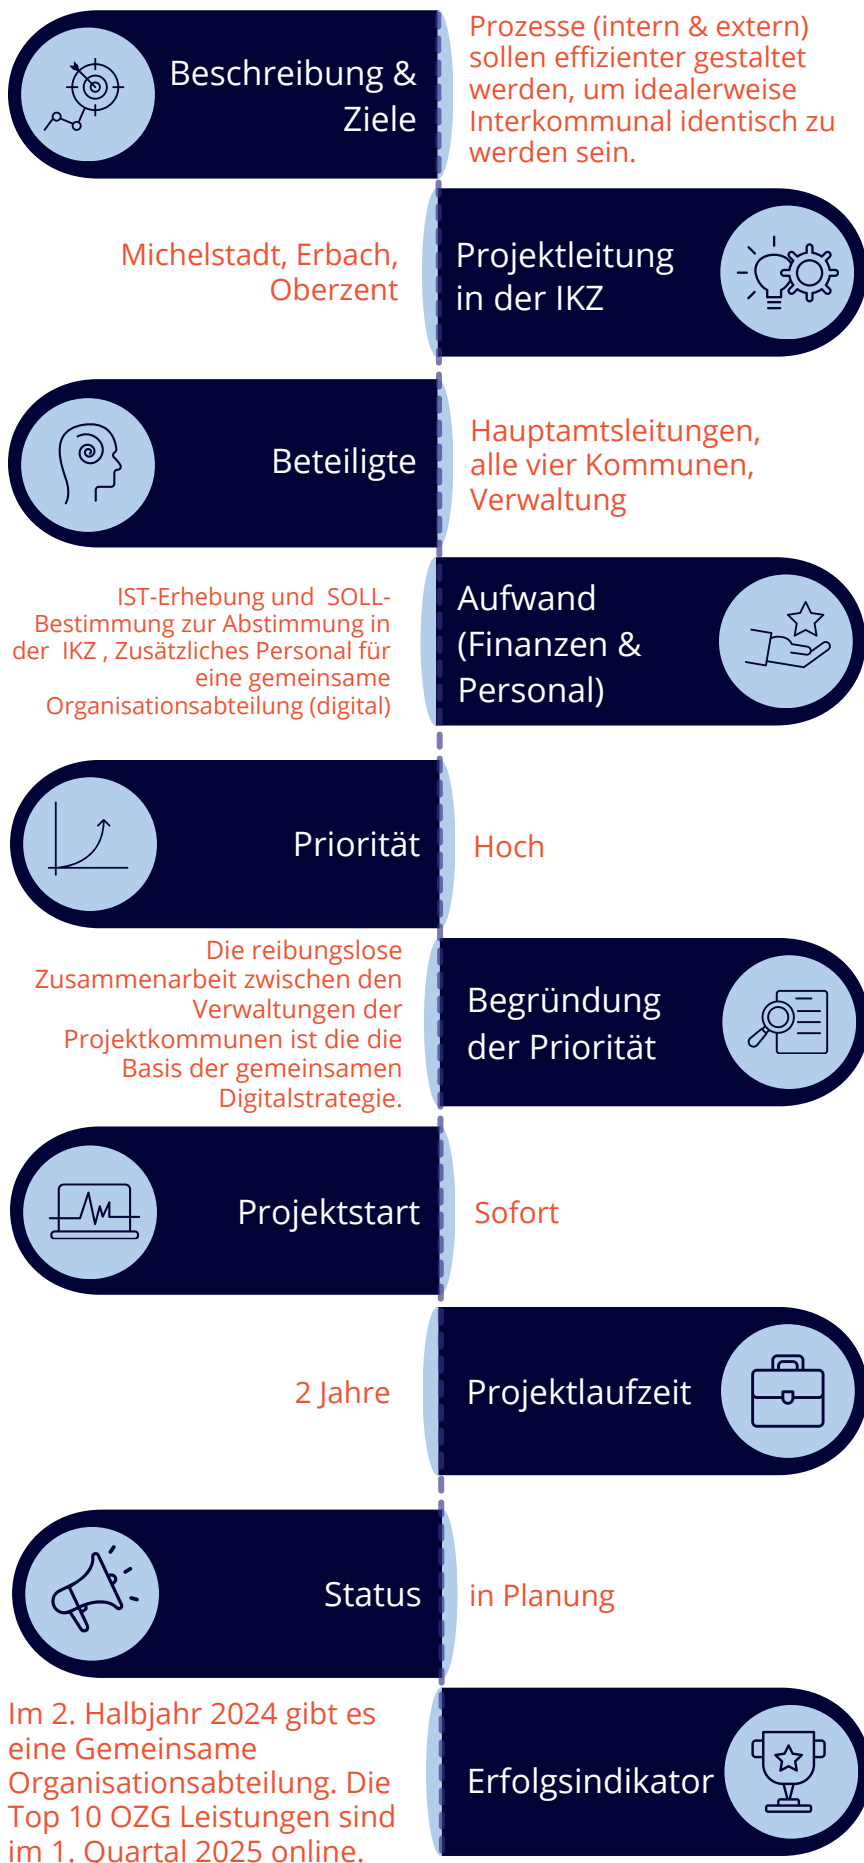 Beschreibung &
Ziele
Prozesse (intern & extern)
sollen effizienter gestaltet
werden, um idealerweise
Interkommunal identisch zu
werden sein.
Projektleitung
in der IKZ
Michelstadt, Erbach,
Oberzent
Beteiligte
Hauptamtsleitungen,
alle vier Kommunen,
Verwaltung
Aufwand
(Finanzen &
Personal)
IST-Erhebung und  SOLL-
Bestimmung zur Abstimmung in
der  IKZ , Zusätzliches Personal für
eine gemeinsame
Organisationsabteilung (digital)
Priorität
Hoch
Begründung
der Priorität
Die reibungslose
Zusammenarbeit zwischen den
Verwaltungen der
Projektkommunen ist die die
Basis der gemeinsamen
Digitalstrategie.
Projektstart
Sofort
Projektlaufzeit
2 Jahre
Status
in Planung
Erfolgsindikator
Im 2. Halbjahr 2024 gibt es
eine Gemeinsame
Organisationsabteilung. Die
Top 10 OZG Leistungen sind
im 1. Quartal 2025 online.